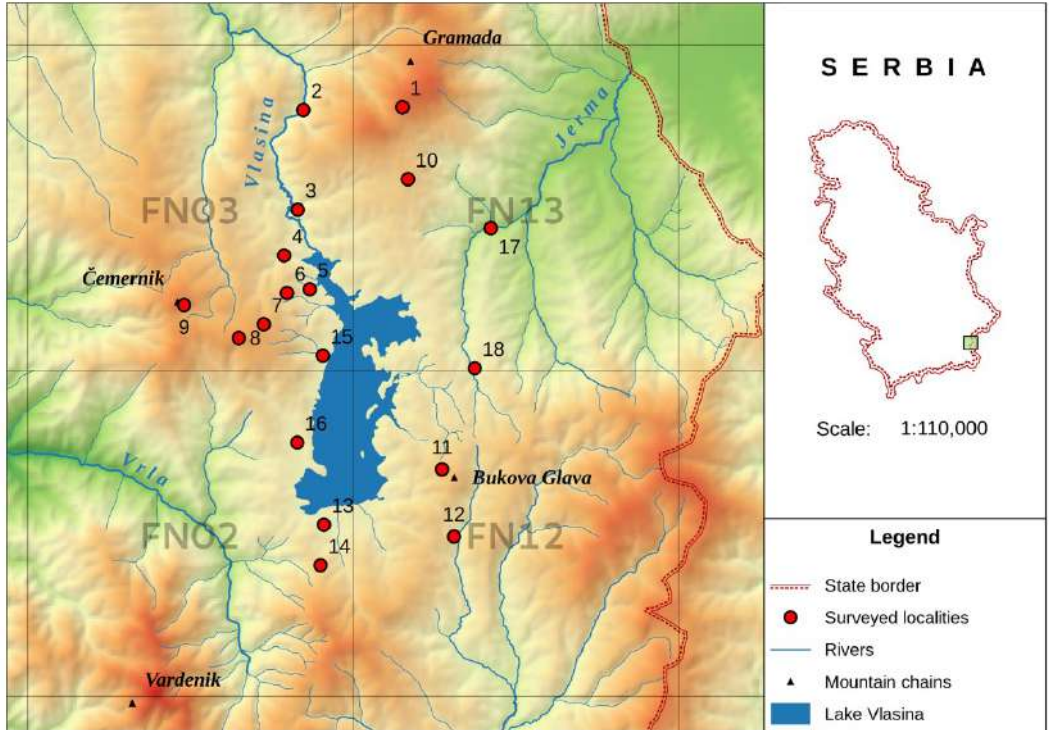 Gramada
1
2
Vlasina
Jerma
10
3
FN03
FN13
17
4
Čemernik
6
5
9
7
8
15
18
16
11
Bukova Glava
Vrla
13
12
FN02
FN12
14
Vardenik
SERBIA
Scale: 1:110,000
Legend
State border
Surveyed localities
Rivers
Mountain chains
Lake Vlasina